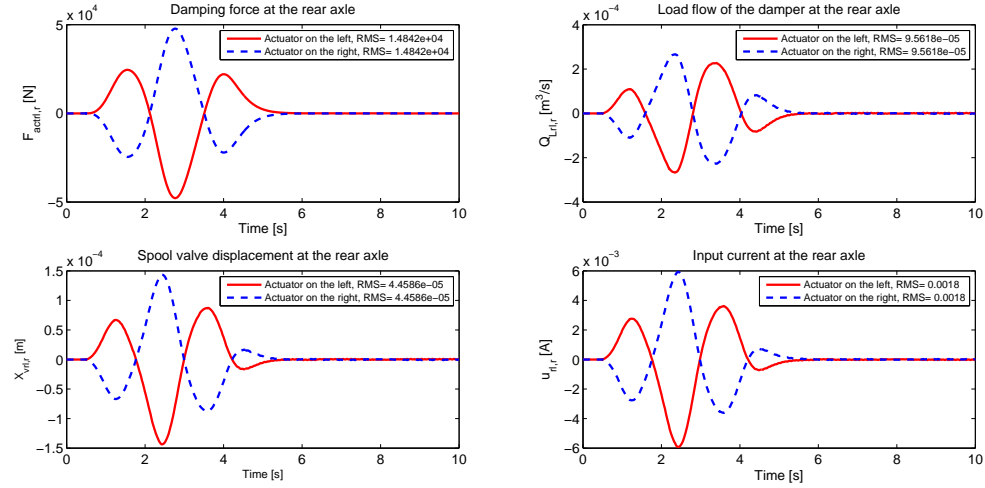 Damping force at the rear axle
x 10^4
Actuator on the left, RMS= 1.4842e+04
Actuator on the right, RMS= 1.4842e+04
5
0
−5
F_actrl,r [N]
0 2 4 6 8 10
Time [s]
Load flow of the damper at the rear axle
x 10^−4
Actuator on the left, RMS= 9.5618e−05
Actuator on the right, RMS= 9.5618e−05
4
2
0
−2
−4
Q_Lrl,r [m^3/s]
0 2 4 6 8 10
Time [s]
Spool valve displacement at the rear axle
x 10^−4
Actuator on the left, RMS= 4.4586e−05
Actuator on the right, RMS= 4.4586e−05
1.5
1
0.5
0
−0.5
−1
−1.5
X_vrl,r [m]
0 2 4 6 8 10
Time [s]
Input current at the rear axle
x 10^−3
Actuator on the left, RMS= 0.0018
Actuator on the right, RMS= 0.0018
6
4
2
0
−2
−4
−6
u_rl,r [A]
0 2 4 6 8 10
Time [s]